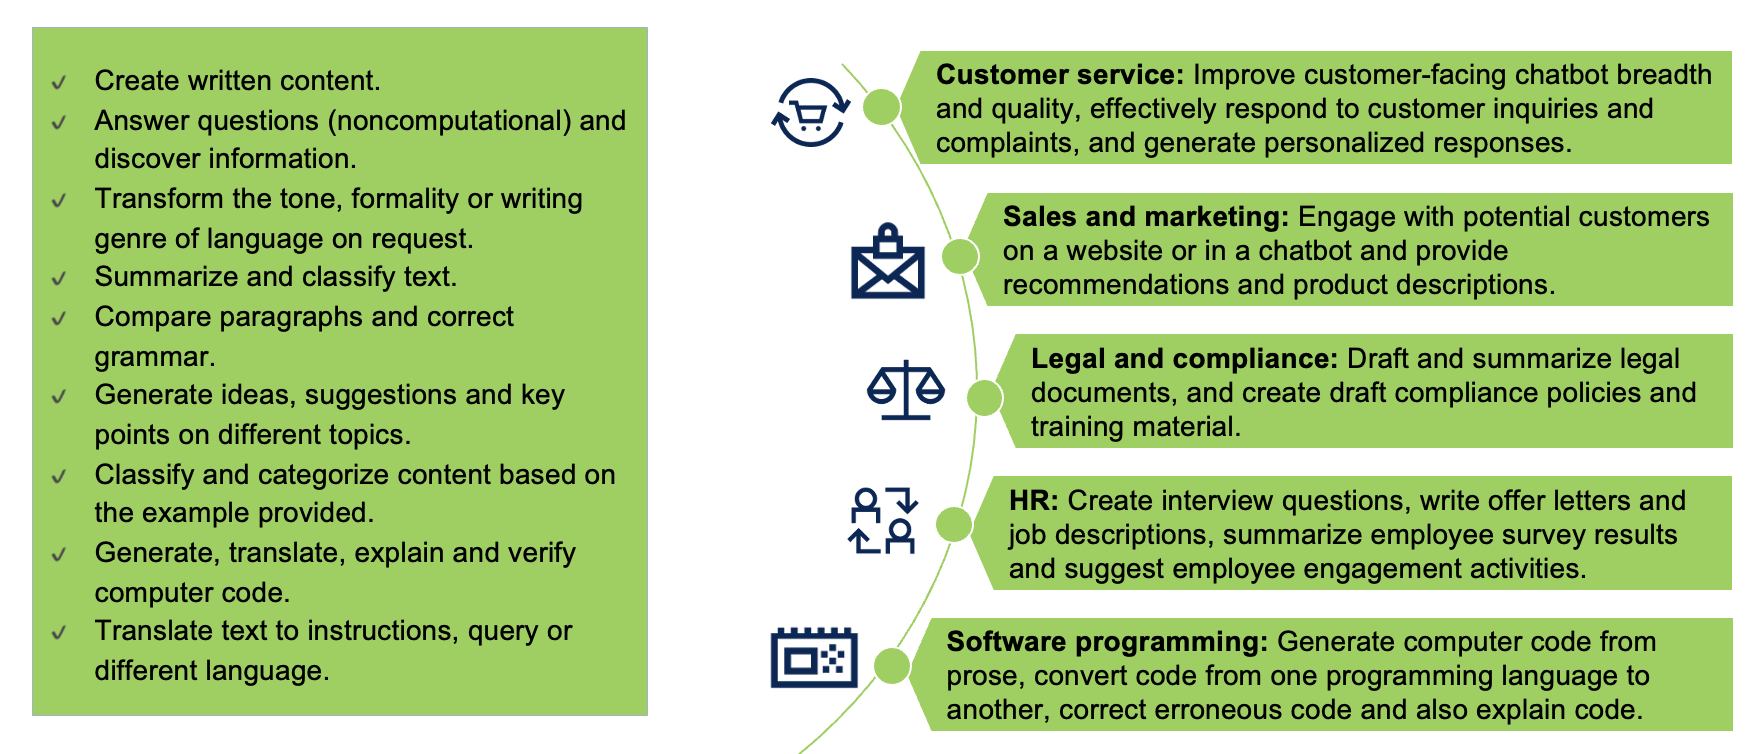 Create written content.
Answer questions (noncomputational) and
discover information.
Transform the tone, formality or writing
genre of language on request.
Summarize and classify text.
Compare paragraphs and correct
grammar.
Generate ideas, suggestions and key
points on different topics.
Classify and categorize content based on
the example provided.
Generate, translate, explain and verify
computer code.
Translate text to instructions, query or
different language.
Customer service: Improve customer-facing chatbot breadth
and quality, effectively respond to customer inquiries and
complaints, and generate personalized responses.
Sales and marketing: Engage with potential customers
on a website or in a chatbot and provide
recommendations and product descriptions.
Legal and compliance: Draft and summarize legal
documents, and create draft compliance policies and
training material.
HR: Create interview questions, write offer letters and
job descriptions, summarize employee survey results
and suggest employee engagement activities.
Software programming: Generate computer code from
prose, convert code from one programming language to
another, correct erroneous code and also explain code.